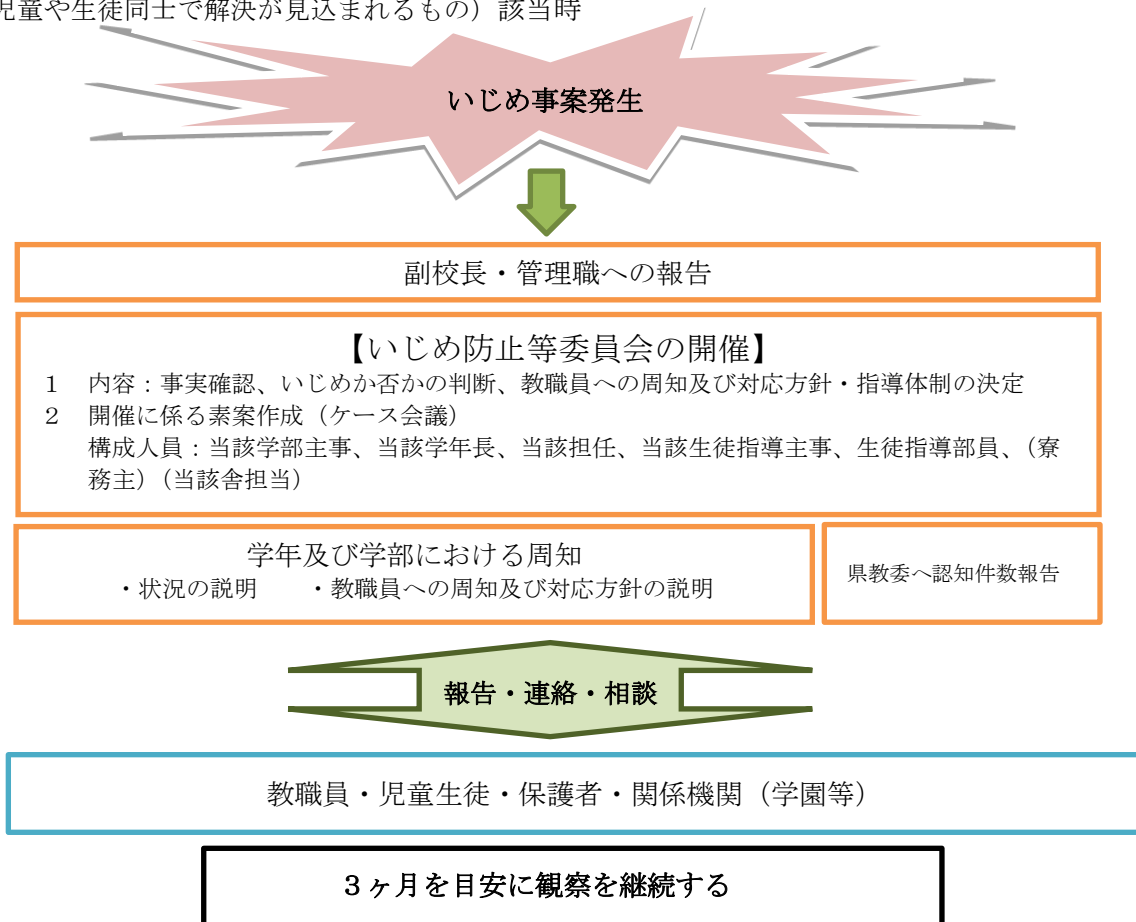 児童や生徒同士で解決が見込まれるもの）該当時
いじめ事案発生
副校長・管理職への報告
【いじめ防止等委員会の開催】
１　内容：事実確認、いじめか否かの判断、教職員への周知及び対応方針・指導体制の決定
２　開催に係る素案作成（ケース会議）
構成人員：当該学部主事、当該学年長、当該担任、当該生徒指導主事、生徒指導部員、（寮
務主）（当該舎担当）
学年及び学部における周知
・状況の説明　　・教職員への周知及び対応方針の説明
県教委へ認知件数報告
報告・連絡・相談
教職員・児童生徒・保護者・関係機関（学園等）
３ヶ月を目安に観察を継続する